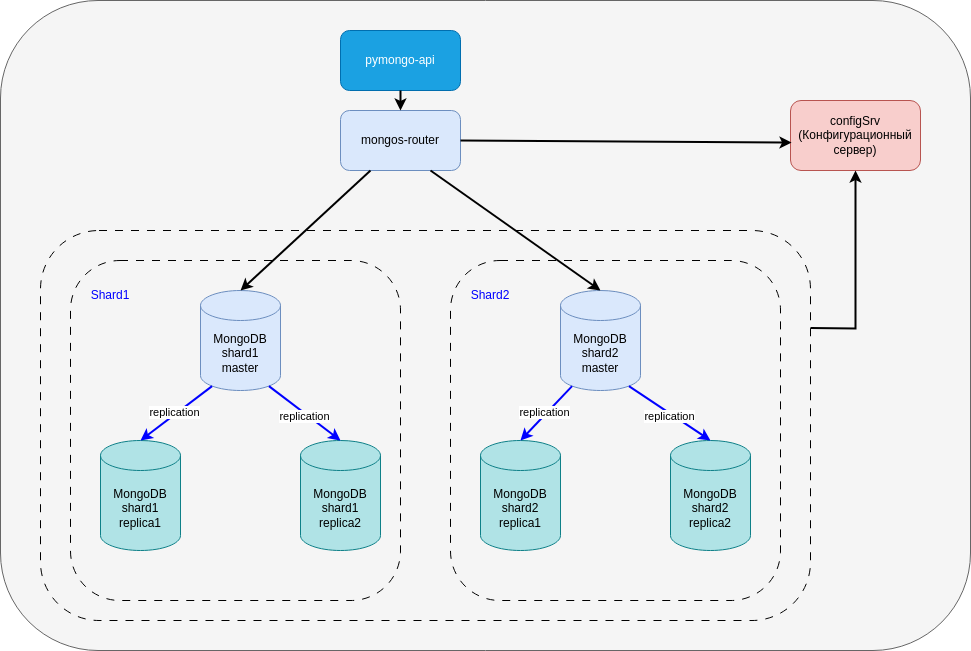 pymongo-api
mongos-router
configSrv
(Конфигурационный
сервер)
Shard1
MongoDB
shard1
master
replication
replication
MongoDB
shard1
replica1
MongoDB
shard1
replica2
Shard2
MongoDB
shard2
master
replication
replication
MongoDB
shard2
replica1
MongoDB
shard2
replica2